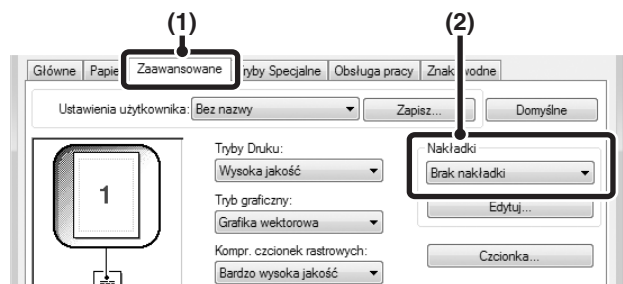 (1) (2)
Główne Papie Zaawansowane ryby Specjalne Obsługa pracy Znak wodne
Ustawienia użytkownika: Bez nazwy Zapisz... Domyślne
Tryby Druku: Nakładki
Wysoka jakość Brak nakładki
1
Tryb graficzny: Edytuj...
Grafika wektorowa
Kompr. czcionek rastrowych: Czcionka...
Bardzo wysoka jakość